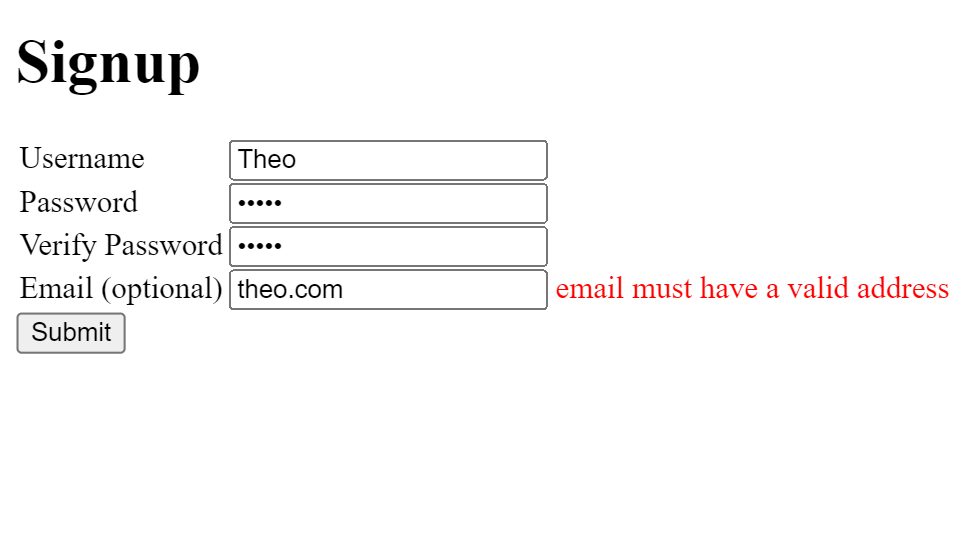 Signup
Username Theo
Password •••••
Verify Password •••••
Email (optional) theo.com email must have a valid address
Submit